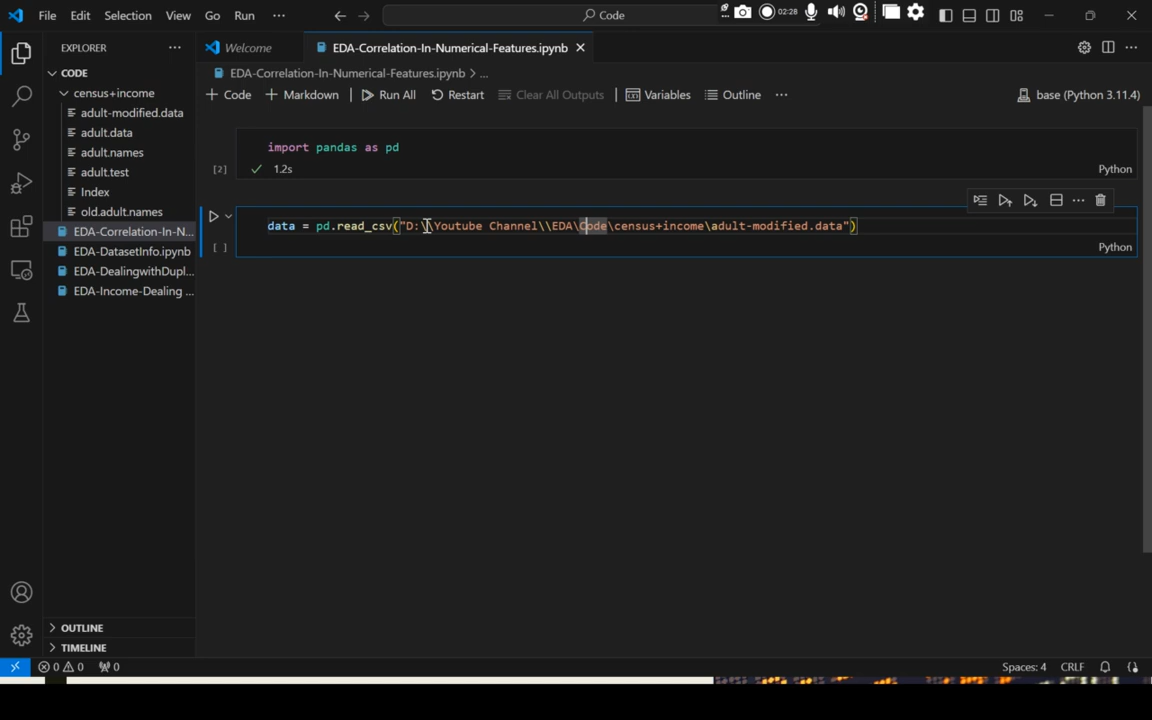 File Edit Selection View Go Run ··· Code 02:28
EXPLORER ··· Welcome EDA-Correlation-In-Numerical-Features.ipynb
CODE EDA-Correlation-In-Numerical-Features.ipynb > ...
census+income + Code + Markdown Run All Restart Clear All Outputs Variables Outline ··· base (Python 3.11.4)
adult-modified.data
adult.data
adult.names
adult.test
Index
old.adult.names
EDA-Correlation-In-N...
EDA-DatasetInfo.ipynb
EDA-DealingwithDupl...
EDA-Income-Dealing ...
import pandas as pd
[2] 1.2s Python
data = pd.read_csv("D:\\Youtube Channel\\EDA\Code\census+income\adult-modified.data")
[ ] Python
OUTLINE
TIMELINE
0 0 0 Spaces: 4 CRLF